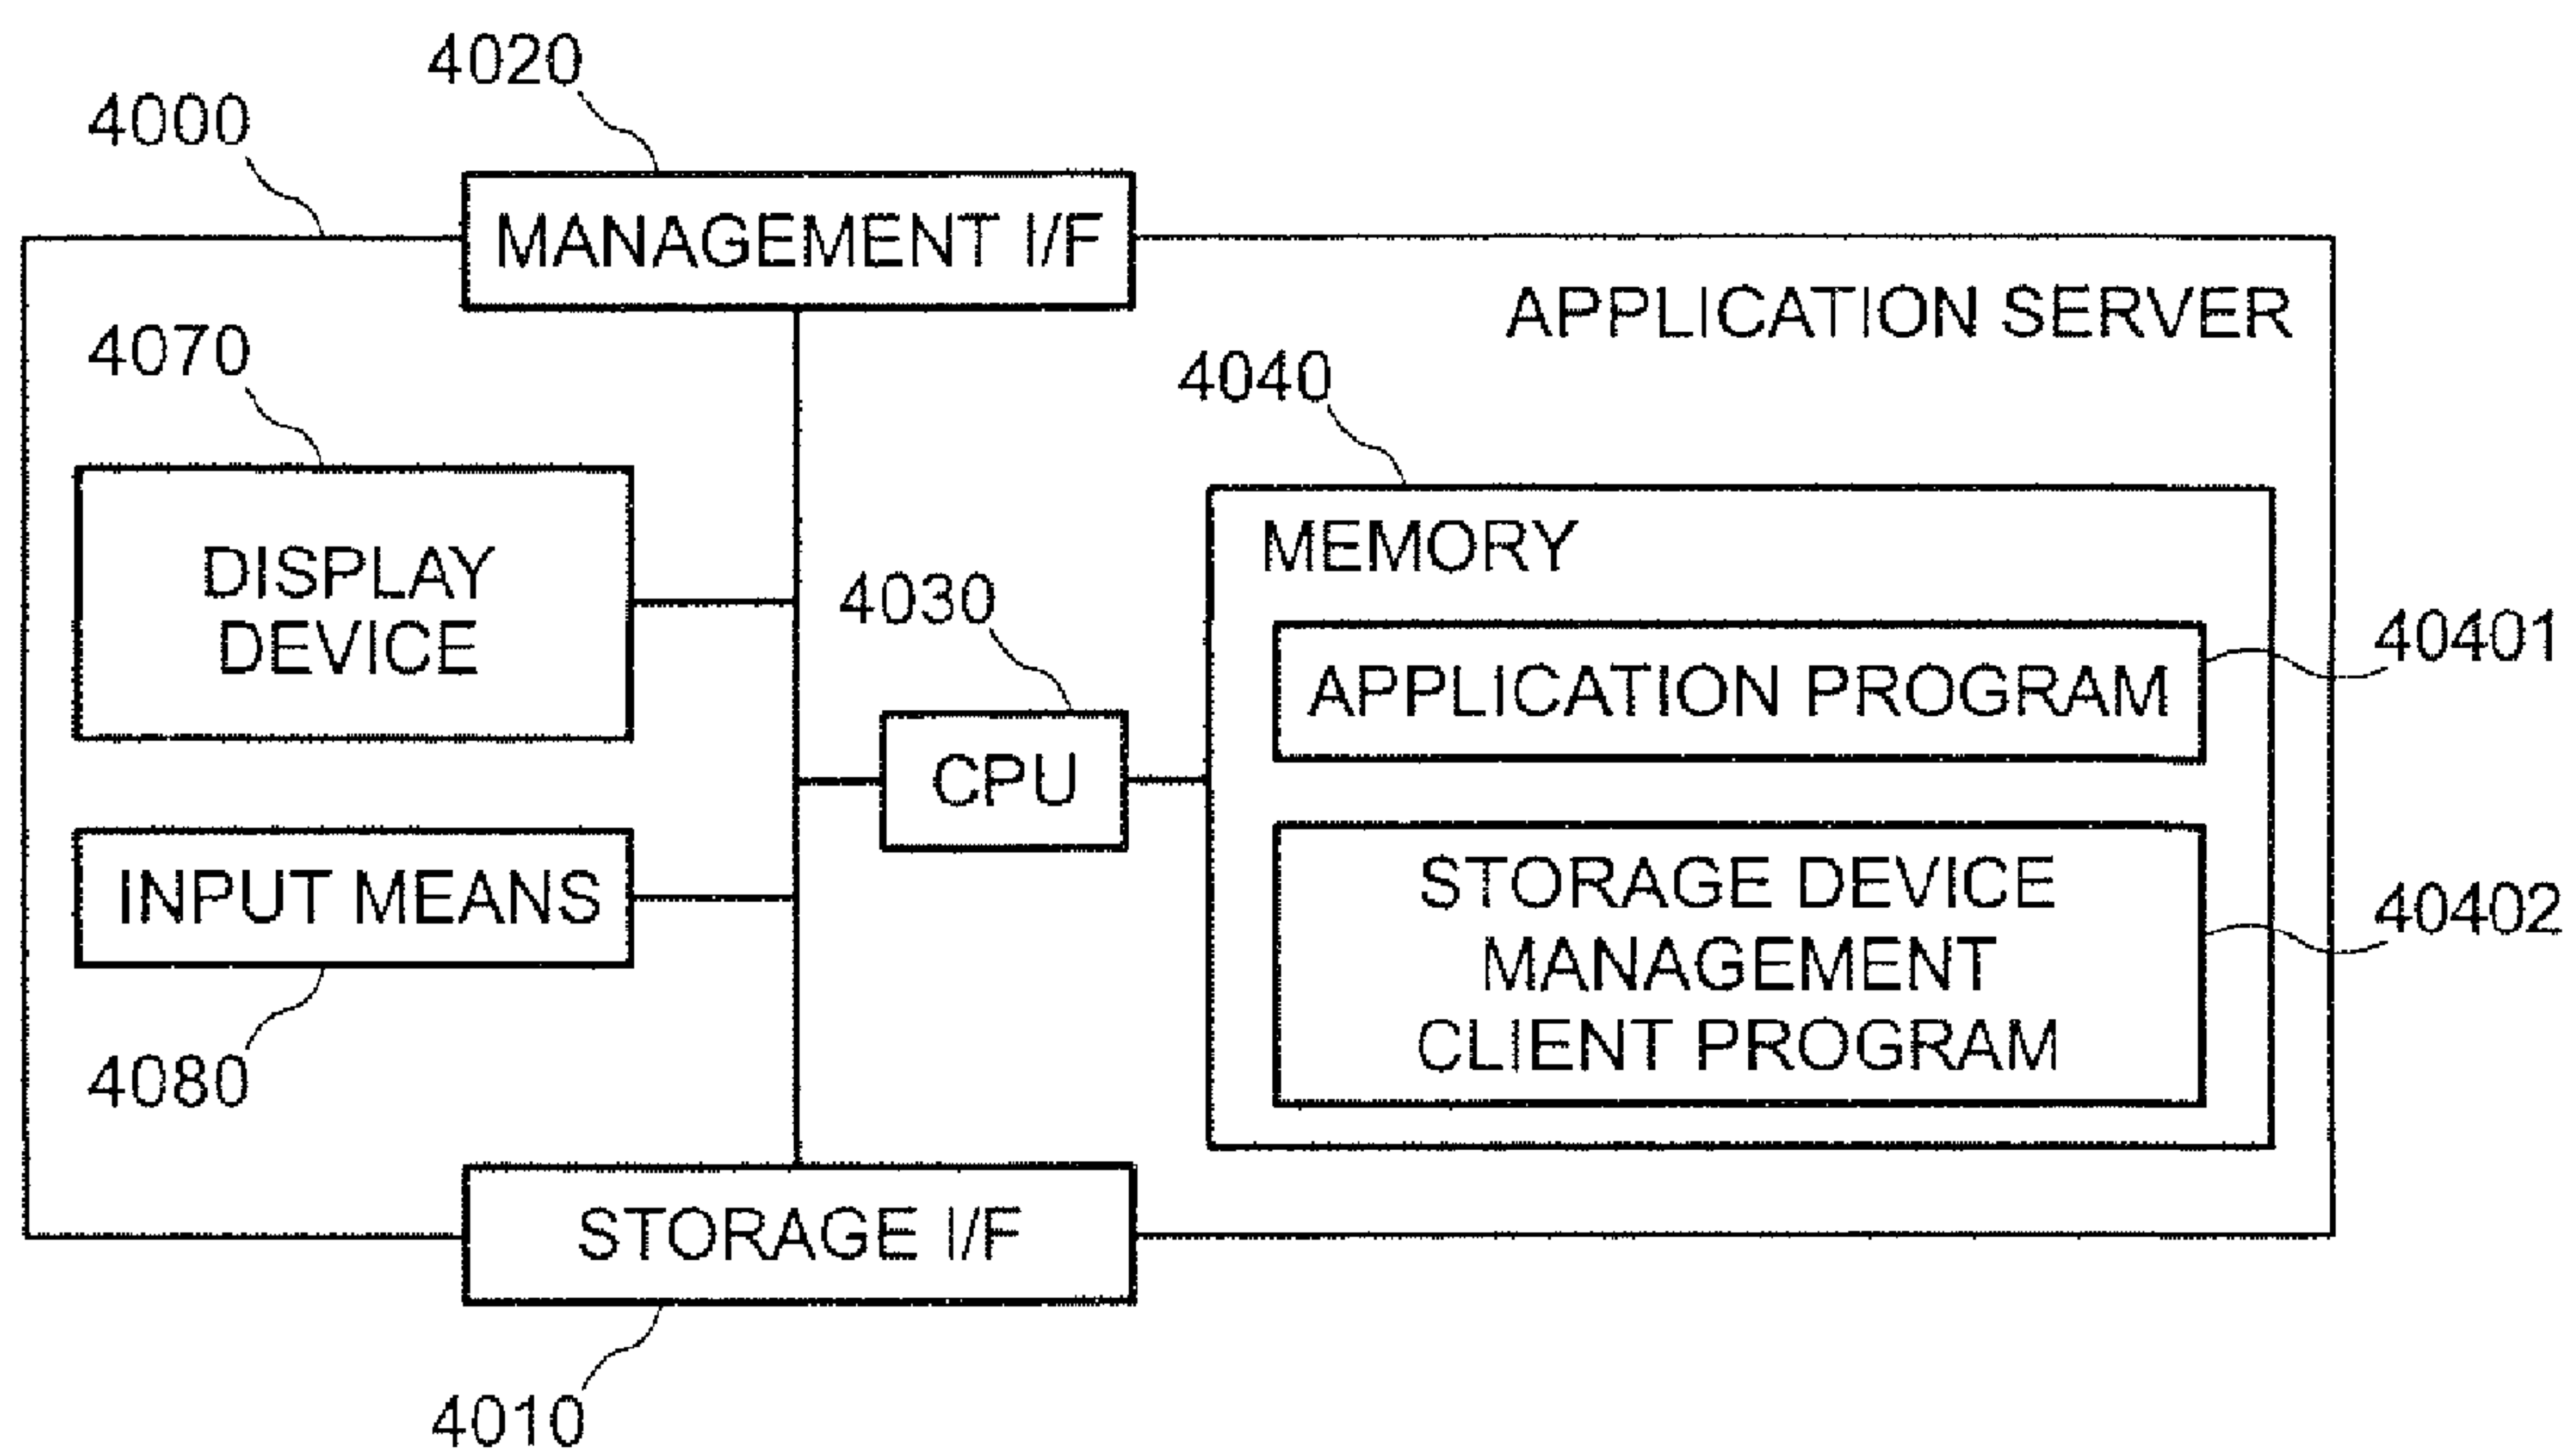 4020
4000
MANAGEMENT I/F
APPLICATION SERVER
4070
4040
DISPLAY
DEVICE
MEMORY
4030
40401
APPLICATION PROGRAM
CPU
INPUT MEANS
STORAGE DEVICE
MANAGEMENT
CLIENT PROGRAM
40402
4080
STORAGE I/F
4010